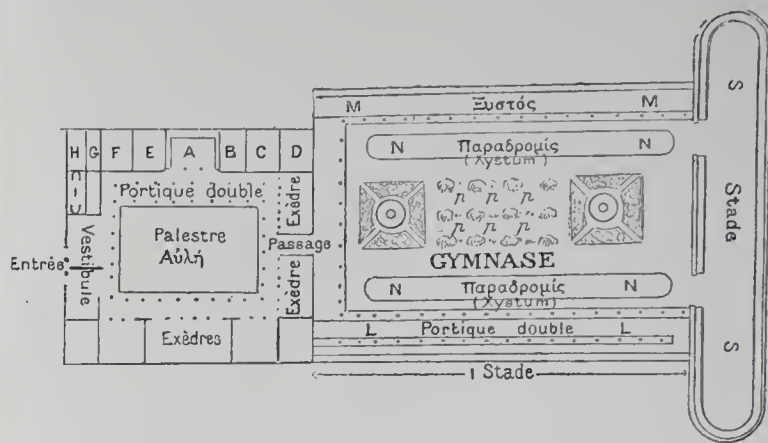 S
M Ξυστός M
N Παραδρομίς N
(Xystum)
H G F E A B C D
Portique double
Exèdre
Palestre
Αὐλή
Passage
Entrée
Vestibule
Exèdre
Exèdres
n n n
n n
n n
GYMNASE
N Παραδρομίς N
(Xystum)
L Portique double L
1 Stade
Stade
S